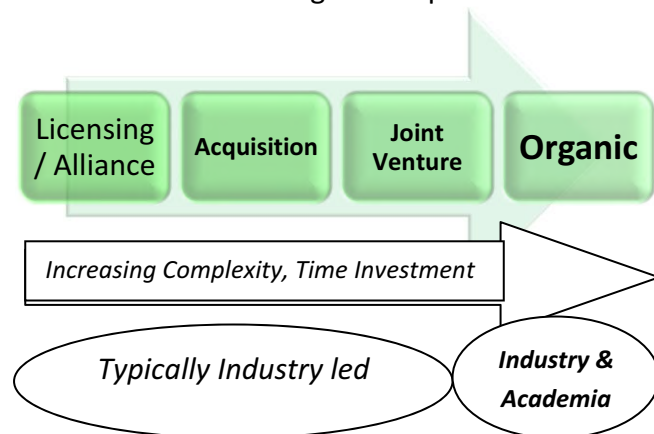 Licensing
/ Alliance
Acquisition
Joint
Venture
Organic
Increasing Complexity, Time Investment
Typically Industry led
Industry &
Academia